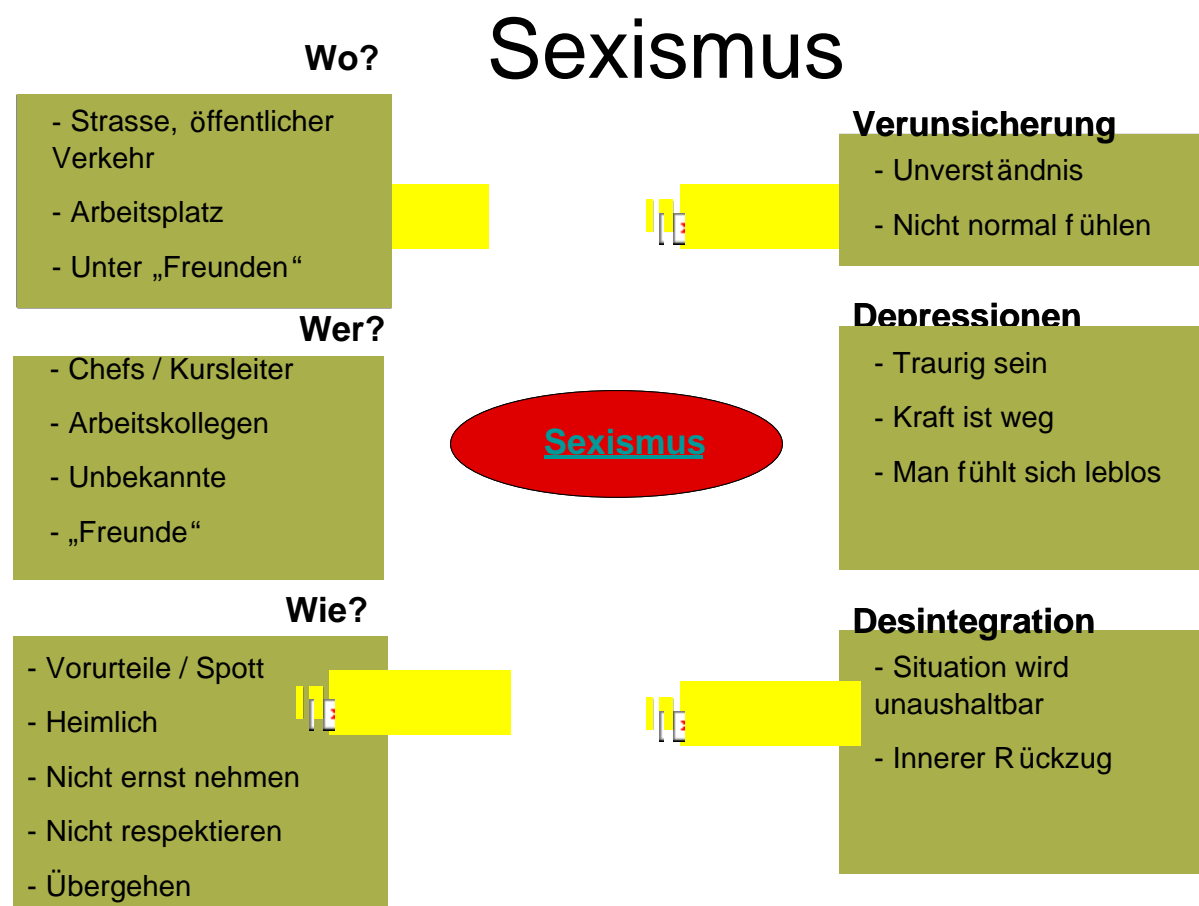 Sexismus
Wo?
- Strasse, öffentlicher
Verkehr
- Arbeitsplatz
- Unter „Freunden“
Wer?
- Chefs / Kursleiter
- Arbeitskollegen
- Unbekannte
- „Freunde“
Wie?
- Vorurteile / Spott
- Heimlich
- Nicht ernst nehmen
- Nicht respektieren
- Übergehen
Sexismus
Verunsicherung
- Unverständnis
- Nicht normal fühlen
Depressionen
- Traurig sein
- Kraft ist weg
- Man fühlt sich leblos
Desintegration
- Situation wird
unaushaltbar
- Innerer Rückzug